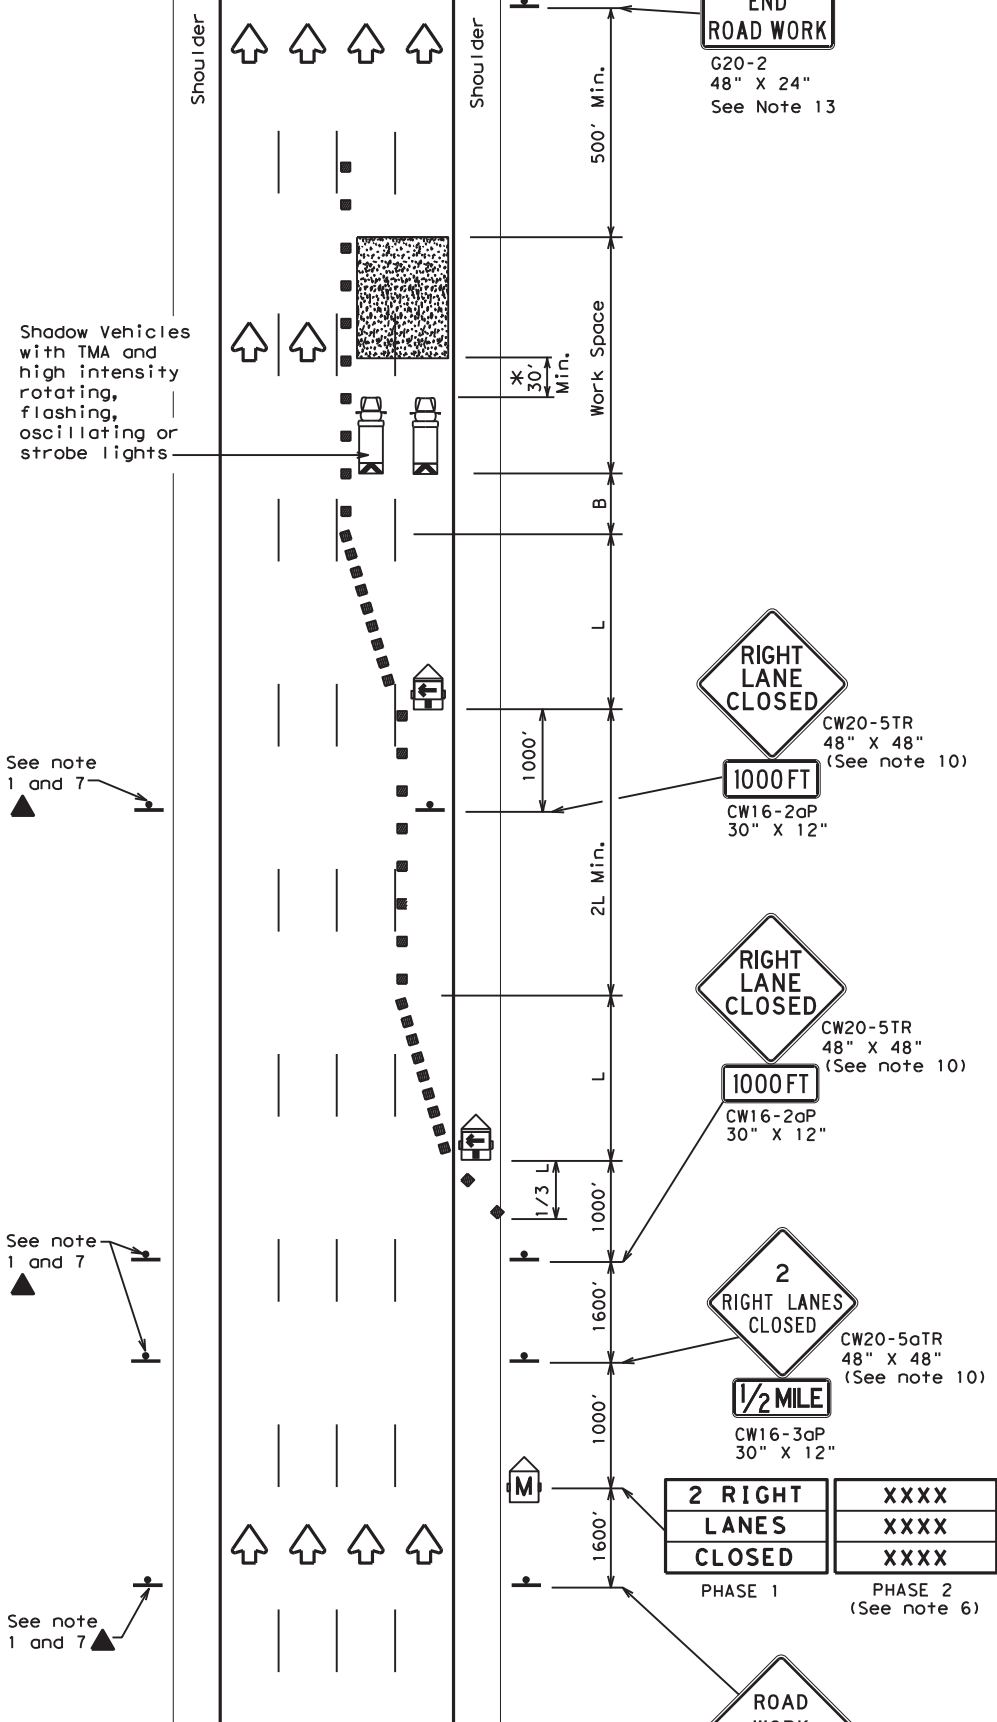 END
ROAD WORK
G20-2
48" X 24"
See Note 13
Shoulder
Shoulder
500' Min.
Shadow Vehicles
with TMA and
high intensity
rotating,
flashing,
oscillating or
strobe lights
*
30'
Min.
Work Space
B
L
RIGHT
LANE
CLOSED
CW20-5TR
48" X 48"
(See note 10)
1000 FT
CW16-2aP
30" X 12"
1000'
See note
1 and 7
2L Min.
RIGHT
LANE
CLOSED
CW20-5TR
48" X 48"
(See note 10)
1000 FT
CW16-2aP
30" X 12"
L
1/3 L
1000'
See note
1 and 7
1600'
2
RIGHT LANES
CLOSED
CW20-5aTR
48" X 48"
(See note 10)
1/2 MILE
CW16-3aP
30" X 12"
1000'
M
2 RIGHT
LANES
CLOSED
PHASE 1
XXXX
XXXX
XXXX
PHASE 2
(See note 6)
1600'
See note
1 and 7
ROAD
WORK